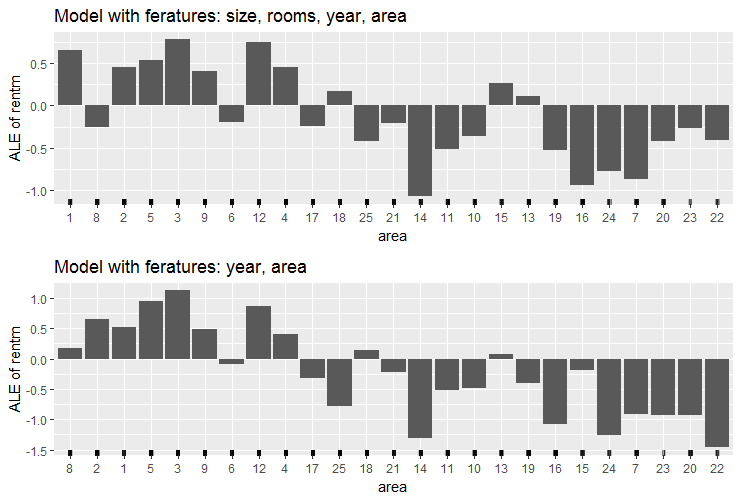 Model with feratures: size, rooms, year, area
ALE of rentm
0.5
0.0
-0.5
-1.0
1 8 2 5 3 9 6 12 4 17 18 25 21 14 11 10 15 13 19 16 24 7 20 23 22
area
Model with feratures: year, area
ALE of rentm
1.0
0.5
0.0
-0.5
-1.0
-1.5
8 2 1 5 3 9 6 12 4 17 25 18 21 14 11 10 13 19 16 15 24 7 23 20 22
area